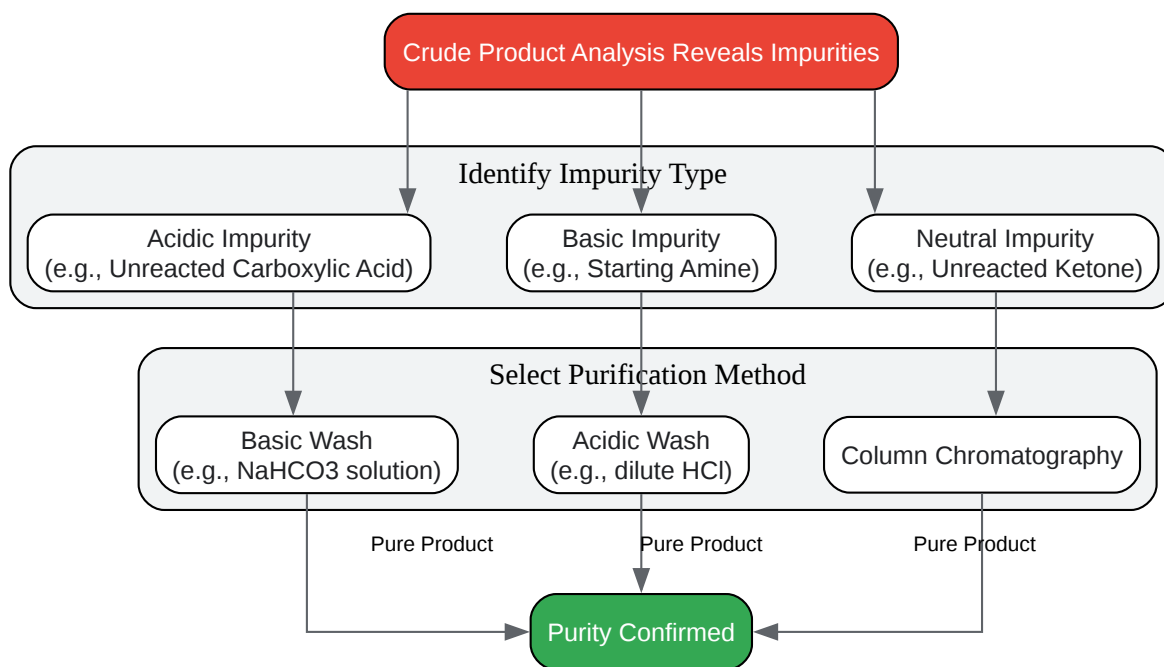 Crude Product Analysis Reveals Impurities
Identify Impurity Type
Acidic Impurity
(e.g., Unreacted Carboxylic Acid)
Basic Impurity
(e.g., Starting Amine)
Neutral Impurity
(e.g., Unreacted Ketone)
Select Purification Method
Basic Wash
(e.g., NaHCO3 solution)
Acidic Wash
(e.g., dilute HCl)
Column Chromatography
Pure Product
Pure Product
Pure Product
Purity Confirmed